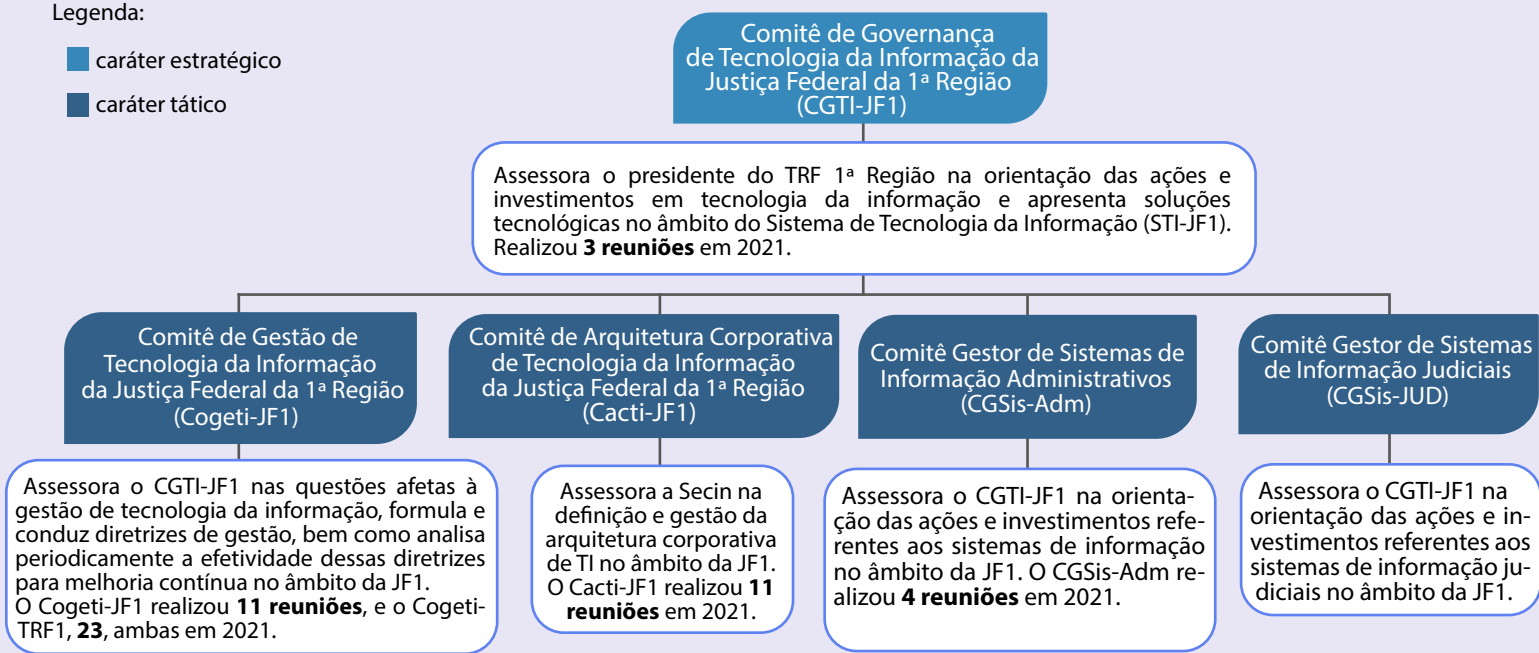 Legenda:
caráter estratégico
caráter tático
Comitê de Governança
de Tecnologia da Informação da
Justiça Federal da 1ª Região
(CGTI-JF1)
Assessora o presidente do TRF 1ª Região na orientação das ações e
investimentos em tecnologia da informação e apresenta soluções
tecnológicas no âmbito do Sistema de Tecnologia da Informação (STI-JF1).
Realizou 3 reuniões em 2021.
Comitê de Gestão de
Tecnologia da Informação
da Justiça Federal da 1ª Região
(Cogeti-JF1)
Assessora o CGTI-JF1 nas questões afetas à
gestão de tecnologia da informação, formula e
conduz diretrizes de gestão, bem como analisa
periodicamente a efetividade dessas diretrizes
para melhoria contínua no âmbito da JF1.
O Cogeti-JF1 realizou 11 reuniões, e o Cogeti-
TRF1, 23, ambas em 2021.
Comitê de Arquitetura Corporativa
de Tecnologia da Informação
da Justiça Federal da 1ª Região
(Cacti-JF1)
Assessora a Secin na
definição e gestão da
arquitetura corporativa
de TI no âmbito da JF1.
O Cacti-JF1 realizou 11
reuniões em 2021.
Comitê Gestor de Sistemas de
Informação Administrativos
(CGSis-Adm)
Assessora o CGTI-JF1 na orienta-
ção das ações e investimentos refe-
rentes aos sistemas de informação
no âmbito da JF1. O CGSis-Adm re-
alizou 4 reuniões em 2021.
Comitê Gestor de Sistemas
de Informação Judiciais
(CGSis-JUD)
Assessora o CGTI-JF1 na
orientação das ações e in-
vestimentos referentes aos
sistemas de informação ju-
diciais no âmbito da JF1.